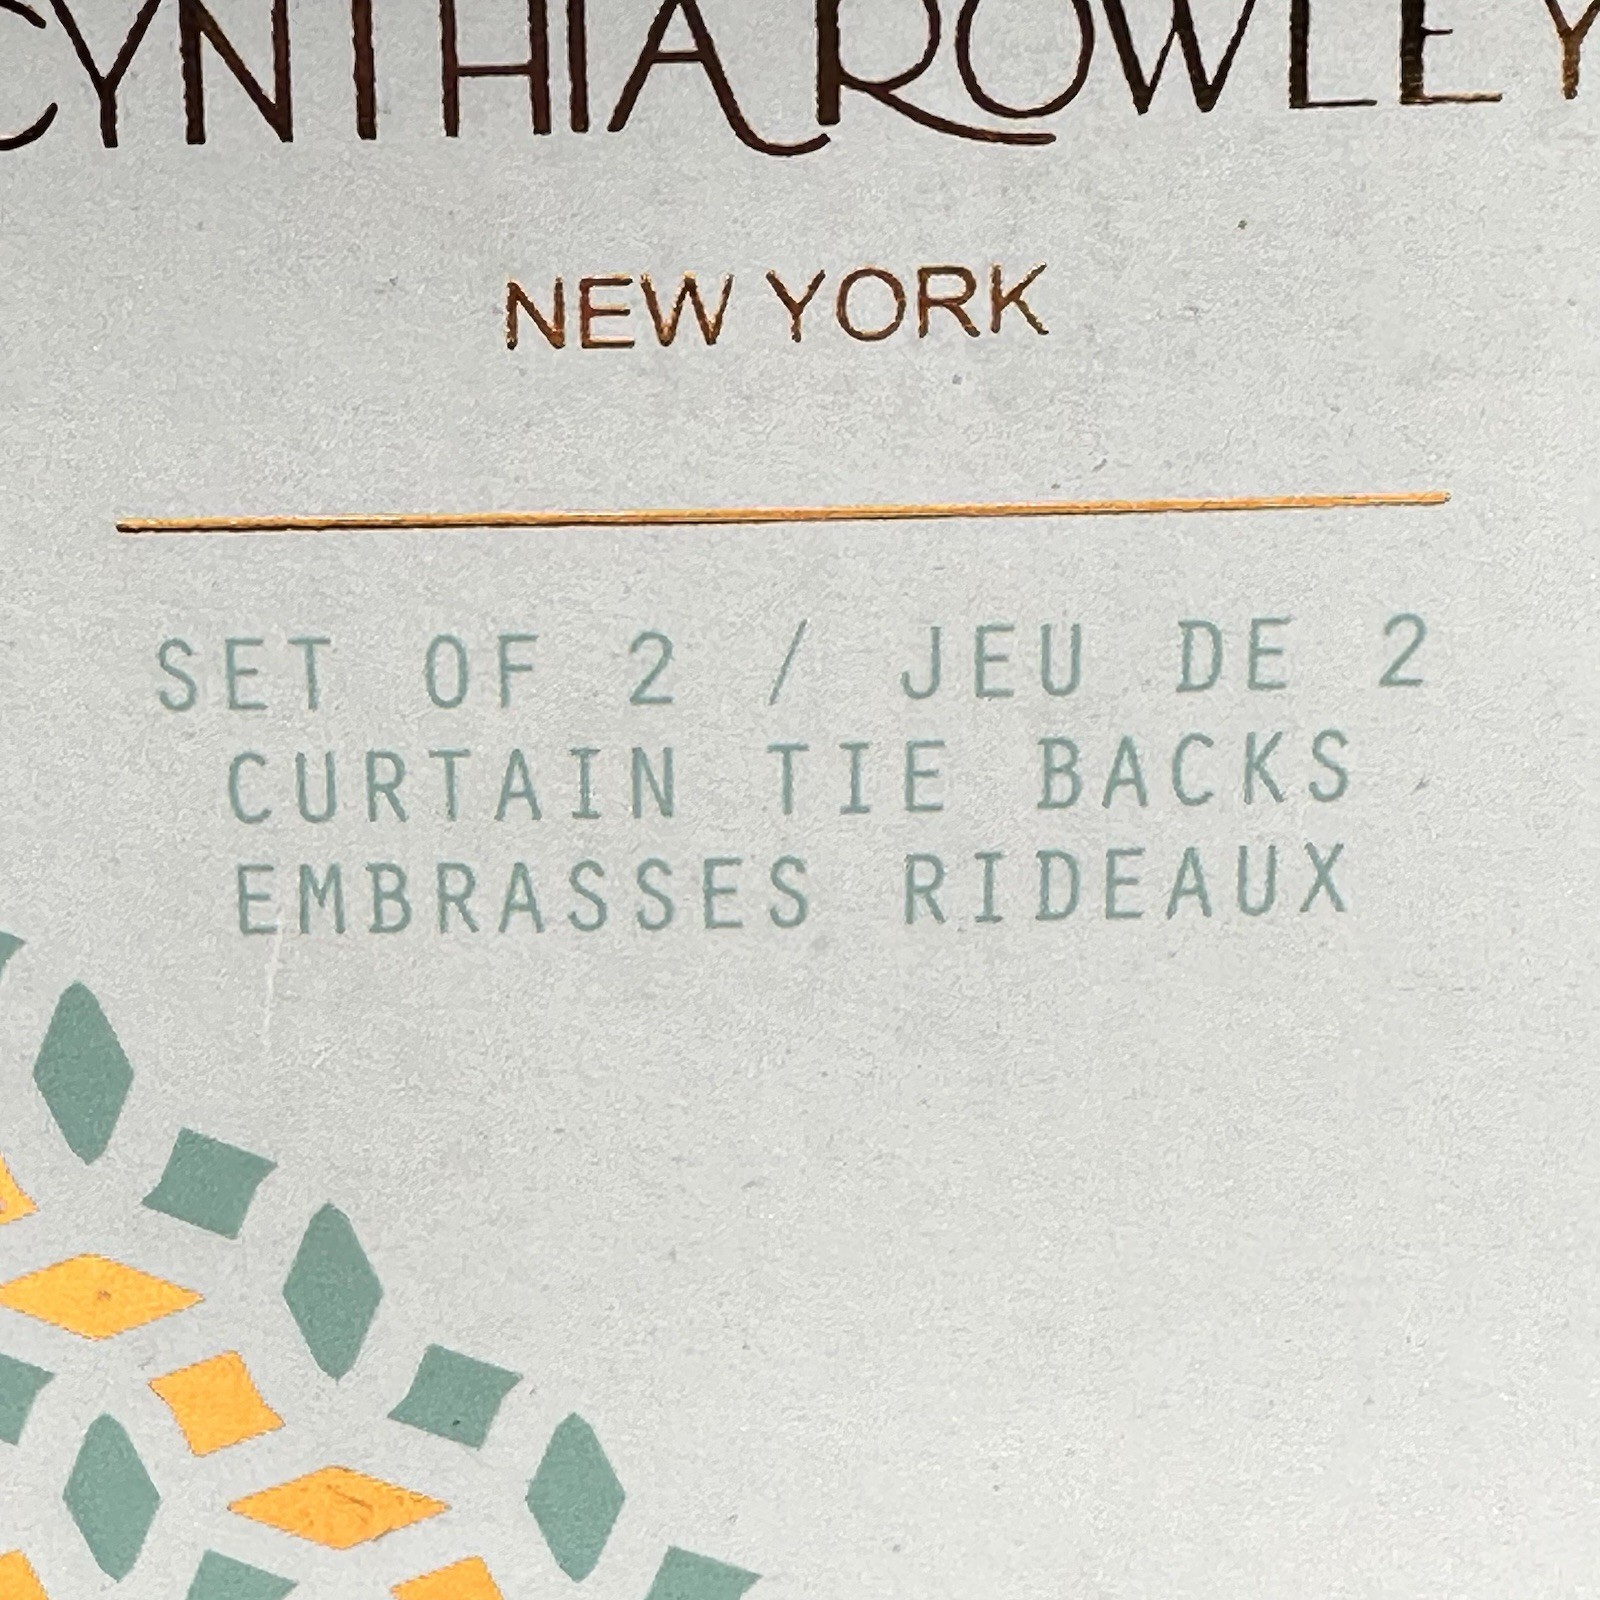 CYNTHIA ROWLEY
NEW YORK
SET OF 2 / JEU DE 2
CURTAIN TIE BACKS
EMBRASSES RIDEAUX